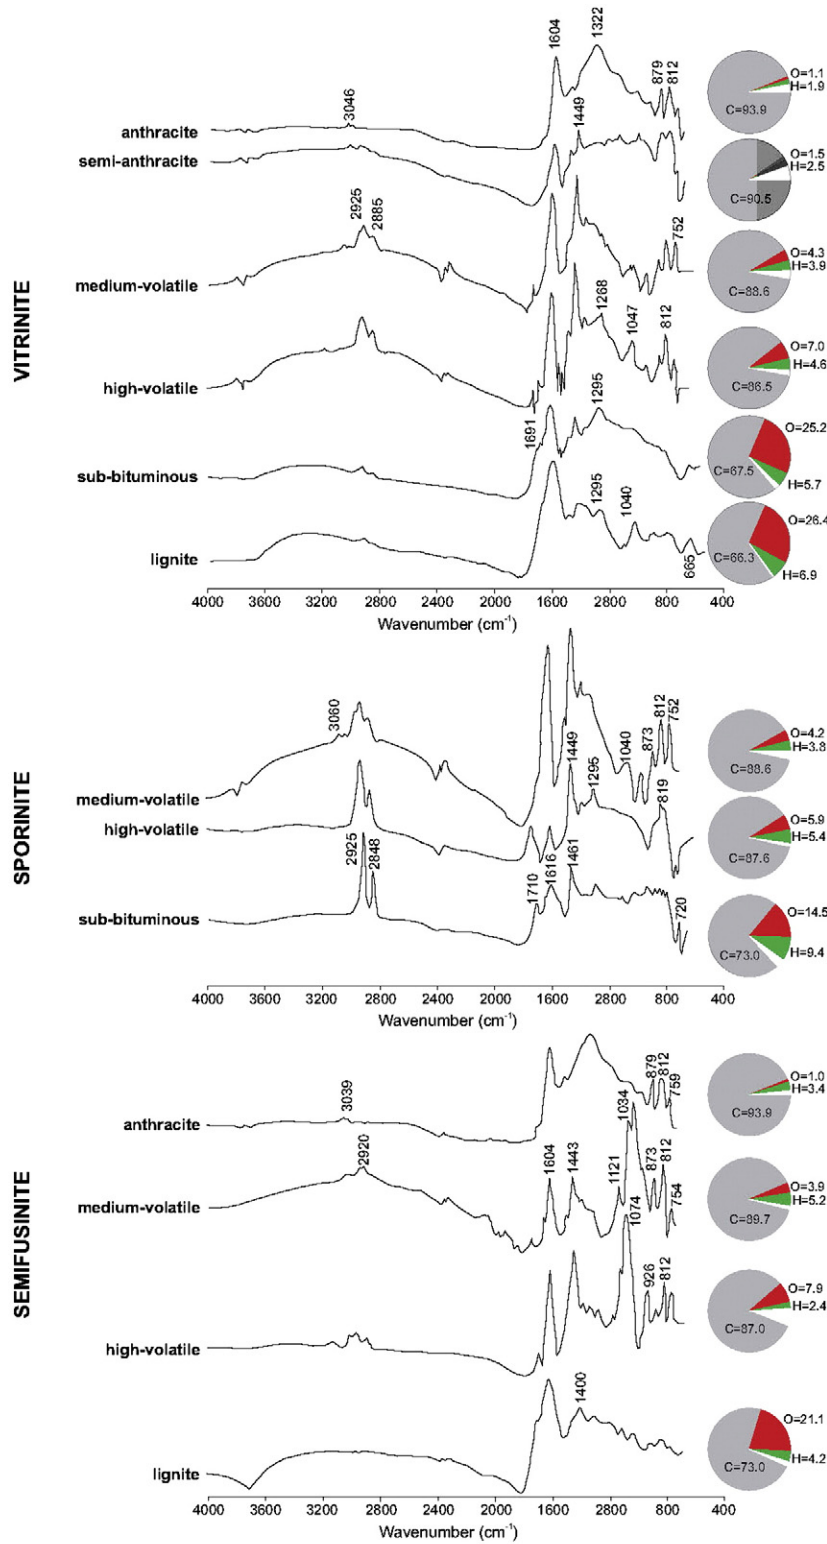 VITRINITE
1604
1322
3046
879
812
1449
anthracite
O=1.1
H=1.9
C=93.9
semi-anthracite
O=1.5
H=2.5
C=90.5
2925
2885
752
medium-volatile
O=4.3
H=3.9
C=88.6
1268
1047
812
high-volatile
O=7.0
H=4.6
C=86.5
1691
1295
sub-bituminous
O=25.2
H=5.7
C=67.5
1295
1040
665
lignite
O=26.4
H=6.9
C=66.3
4000 3600 3200 2800 2400 2000 1600 1200 800 400
Wavenumber (cm-1)
SPORINITE
3060
1449
1295
1040
873
812
752
medium-volatile
O=4.2
H=3.8
C=88.6
819
high-volatile
O=5.9
H=5.4
C=87.6
2925
2848
1710
1616
1461
720
sub-bituminous
O=14.5
H=9.4
C=73.0
4000 3600 3200 2800 2400 2000 1600 1200 800 400
Wavenumber (cm-1)
SEMIFUSINITE
3039
879
812
759
anthracite
O=1.0
H=3.4
C=93.9
2920
1604
1443
1121
1034
873
812
754
medium-volatile
O=3.9
H=5.2
C=89.7
1074
926
812
high-volatile
O=7.9
H=2.4
C=87.0
1400
lignite
O=21.1
H=4.2
C=73.0
4000 3600 3200 2800 2400 2000 1600 1200 800 400
Wavenumber (cm-1)